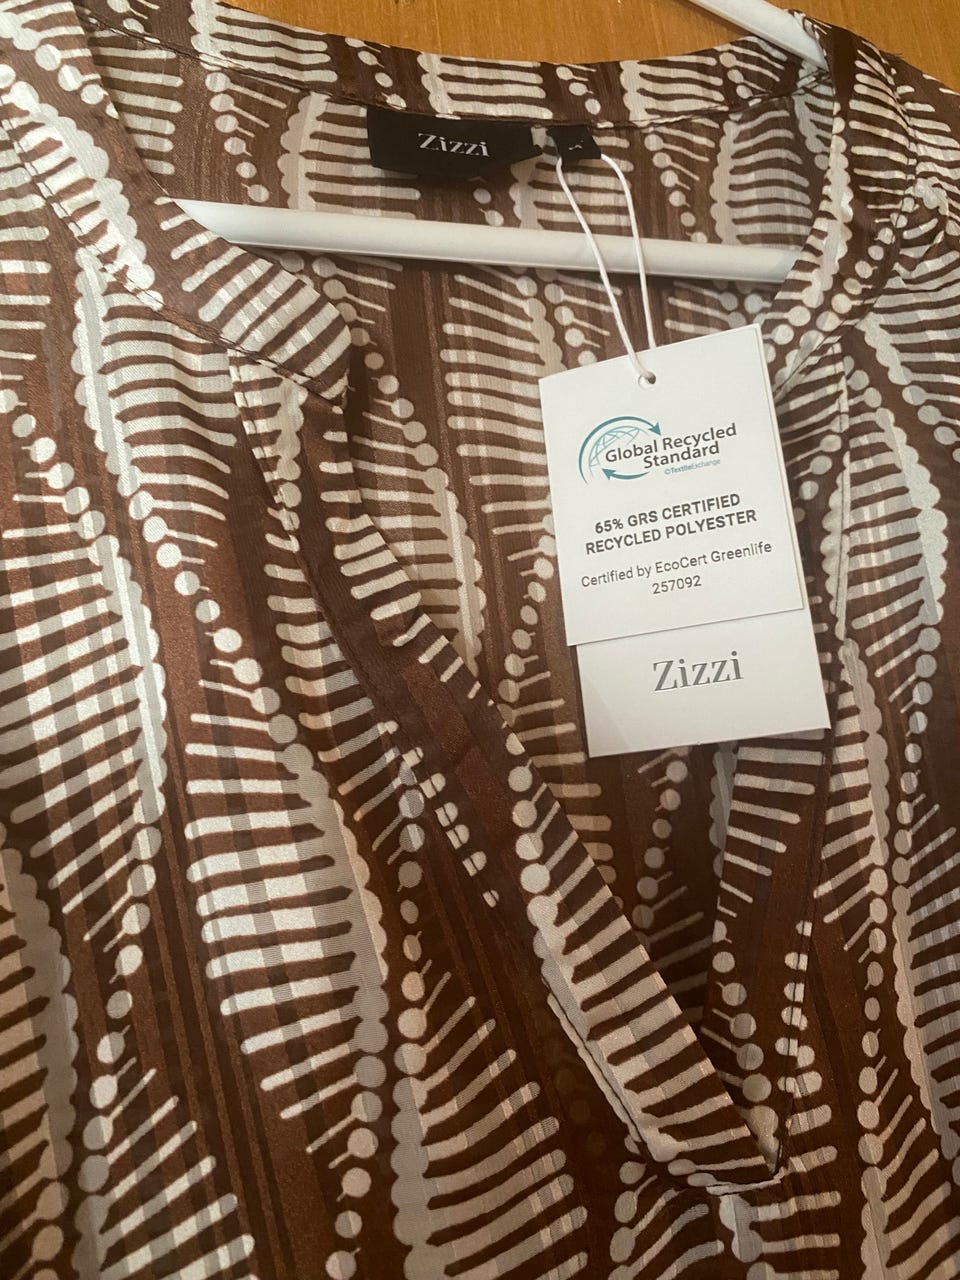 Zizzi
Global Recycled
Standard
©TextileExchange
65% GRS CERTIFIED
RECYCLED POLYESTER
Certified by EcoCert Greenlife
257092
Zizzi